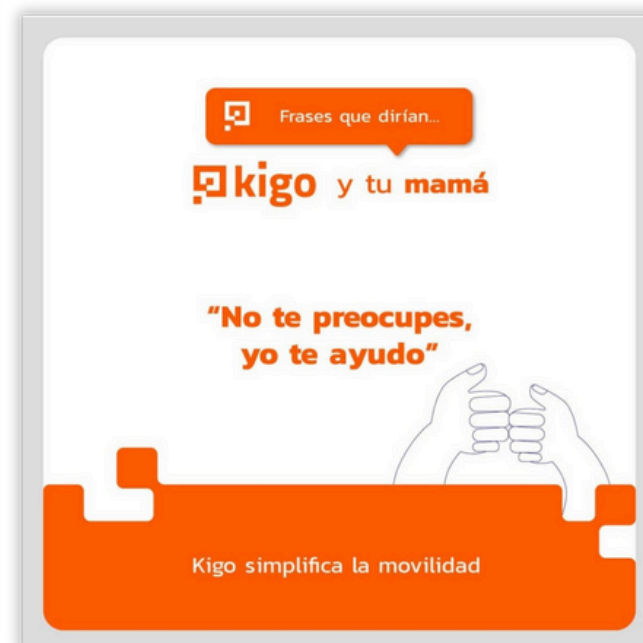 Frases que dirían...
kigo y tu mamá
“No te preocupes,
yo te ayudo”
Kigo simplifica la movilidad